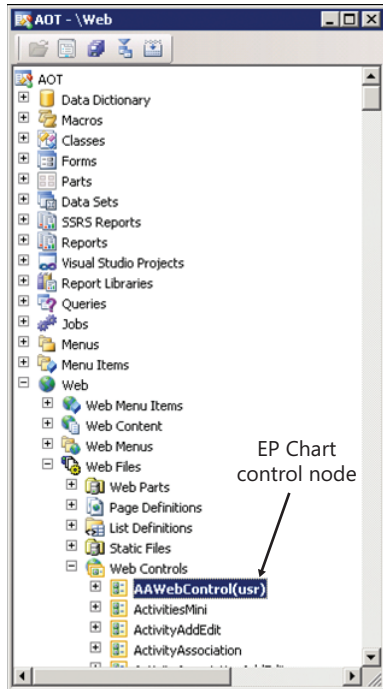 AOT - \Web
AOT
Data Dictionary
Macros
Classes
Forms
Parts
Data Sets
SSRS Reports
Reports
Visual Studio Projects
Report Libraries
Queries
Jobs
Menus
Menu Items
Web
Web Menu Items
Web Content
Web Menus
Web Files
EP Chart
control node
Web Parts
Page Definitions
List Definitions
Static Files
Web Controls
AAWebControl(usr)
ActivitiesMini
ActivityAddEdit
ActivityAssociation